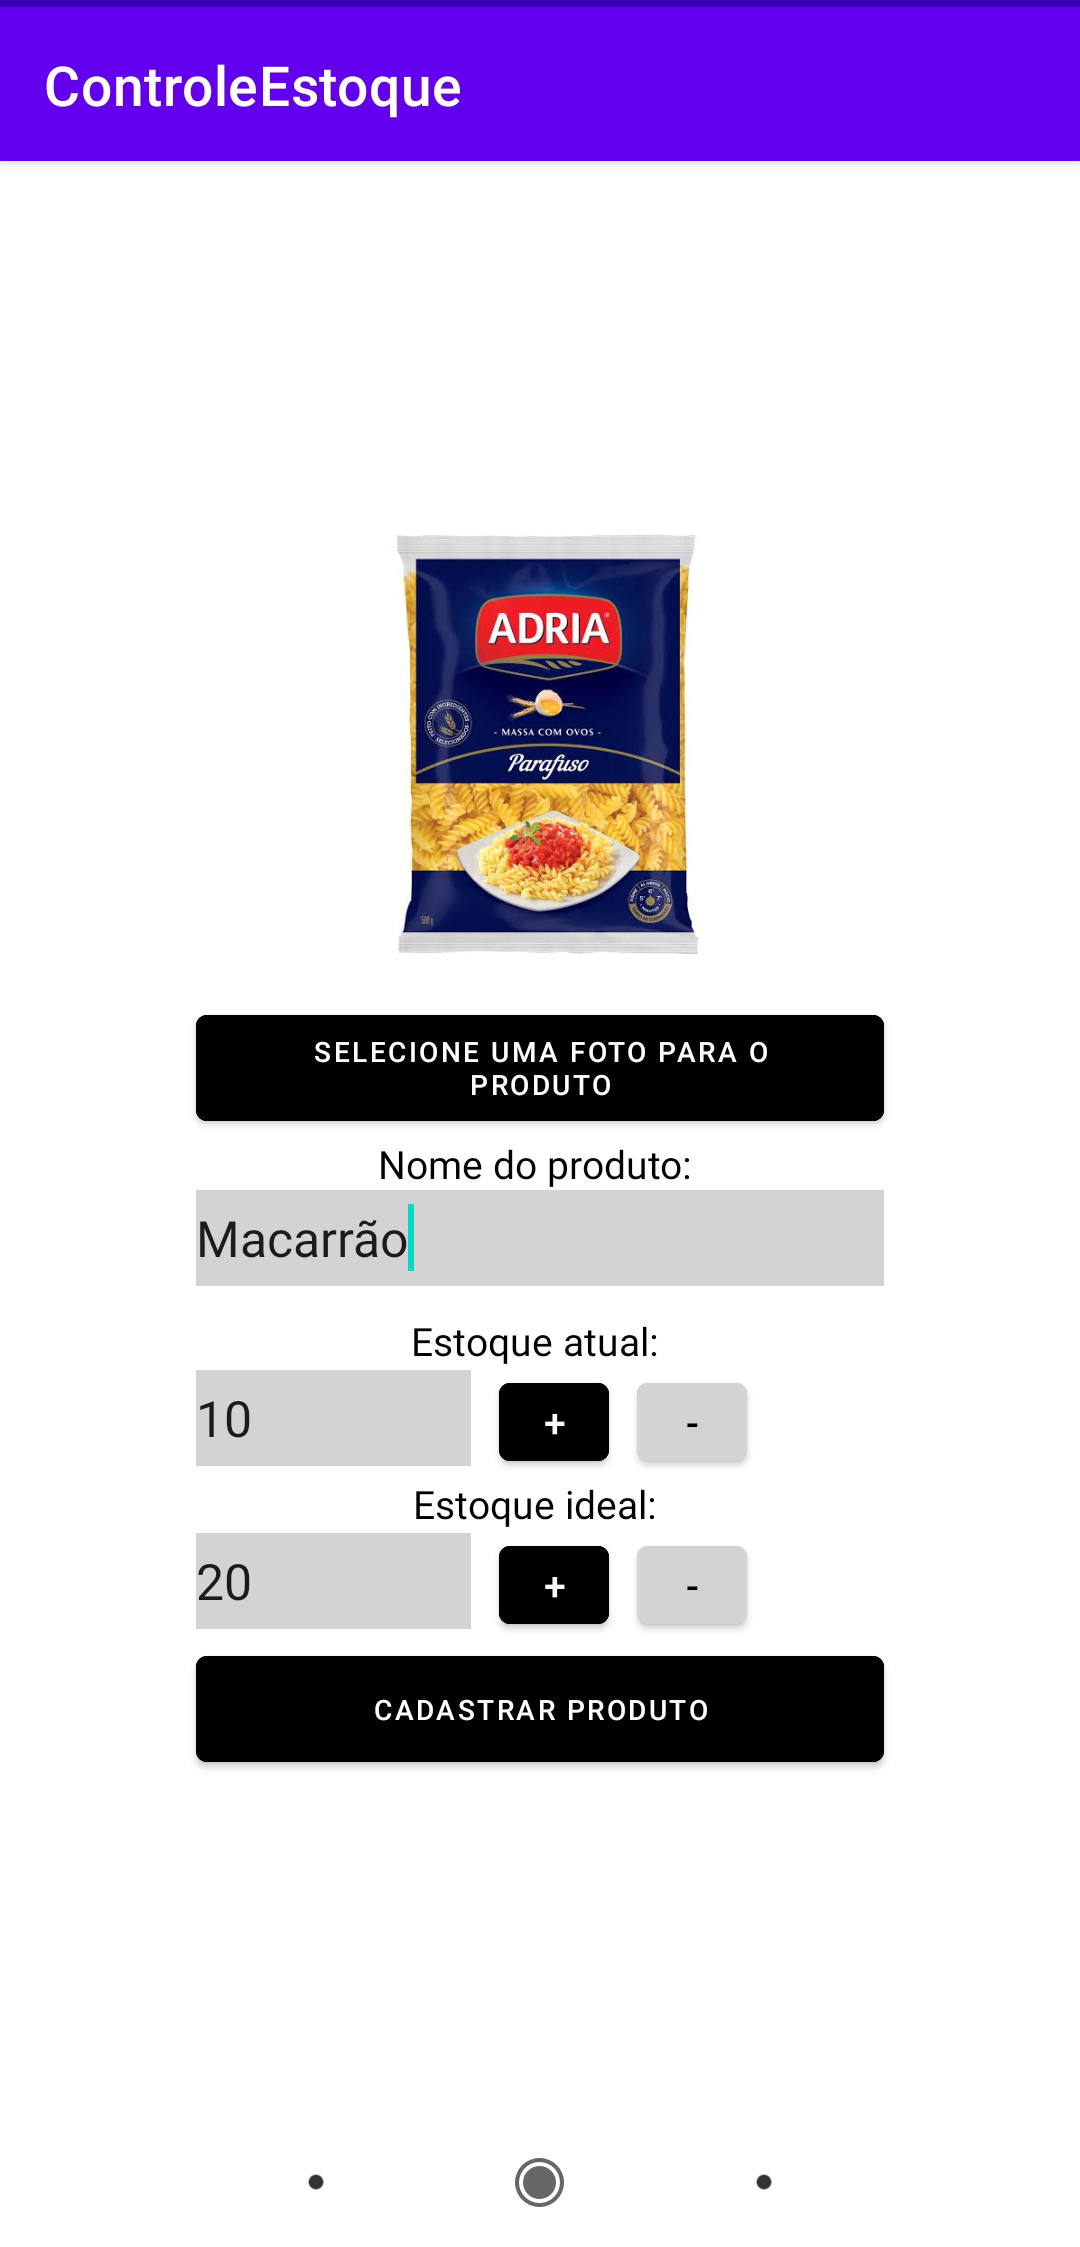 ControleEstoque
ADRIA
- MASSA COM OVOS -
Parafuso
500 g
SELECIONE UMA FOTO PARA O
PRODUTO
Nome do produto:
Macarrão
Estoque atual:
10
+
-
Estoque ideal:
20
+
-
CADASTRAR PRODUTO